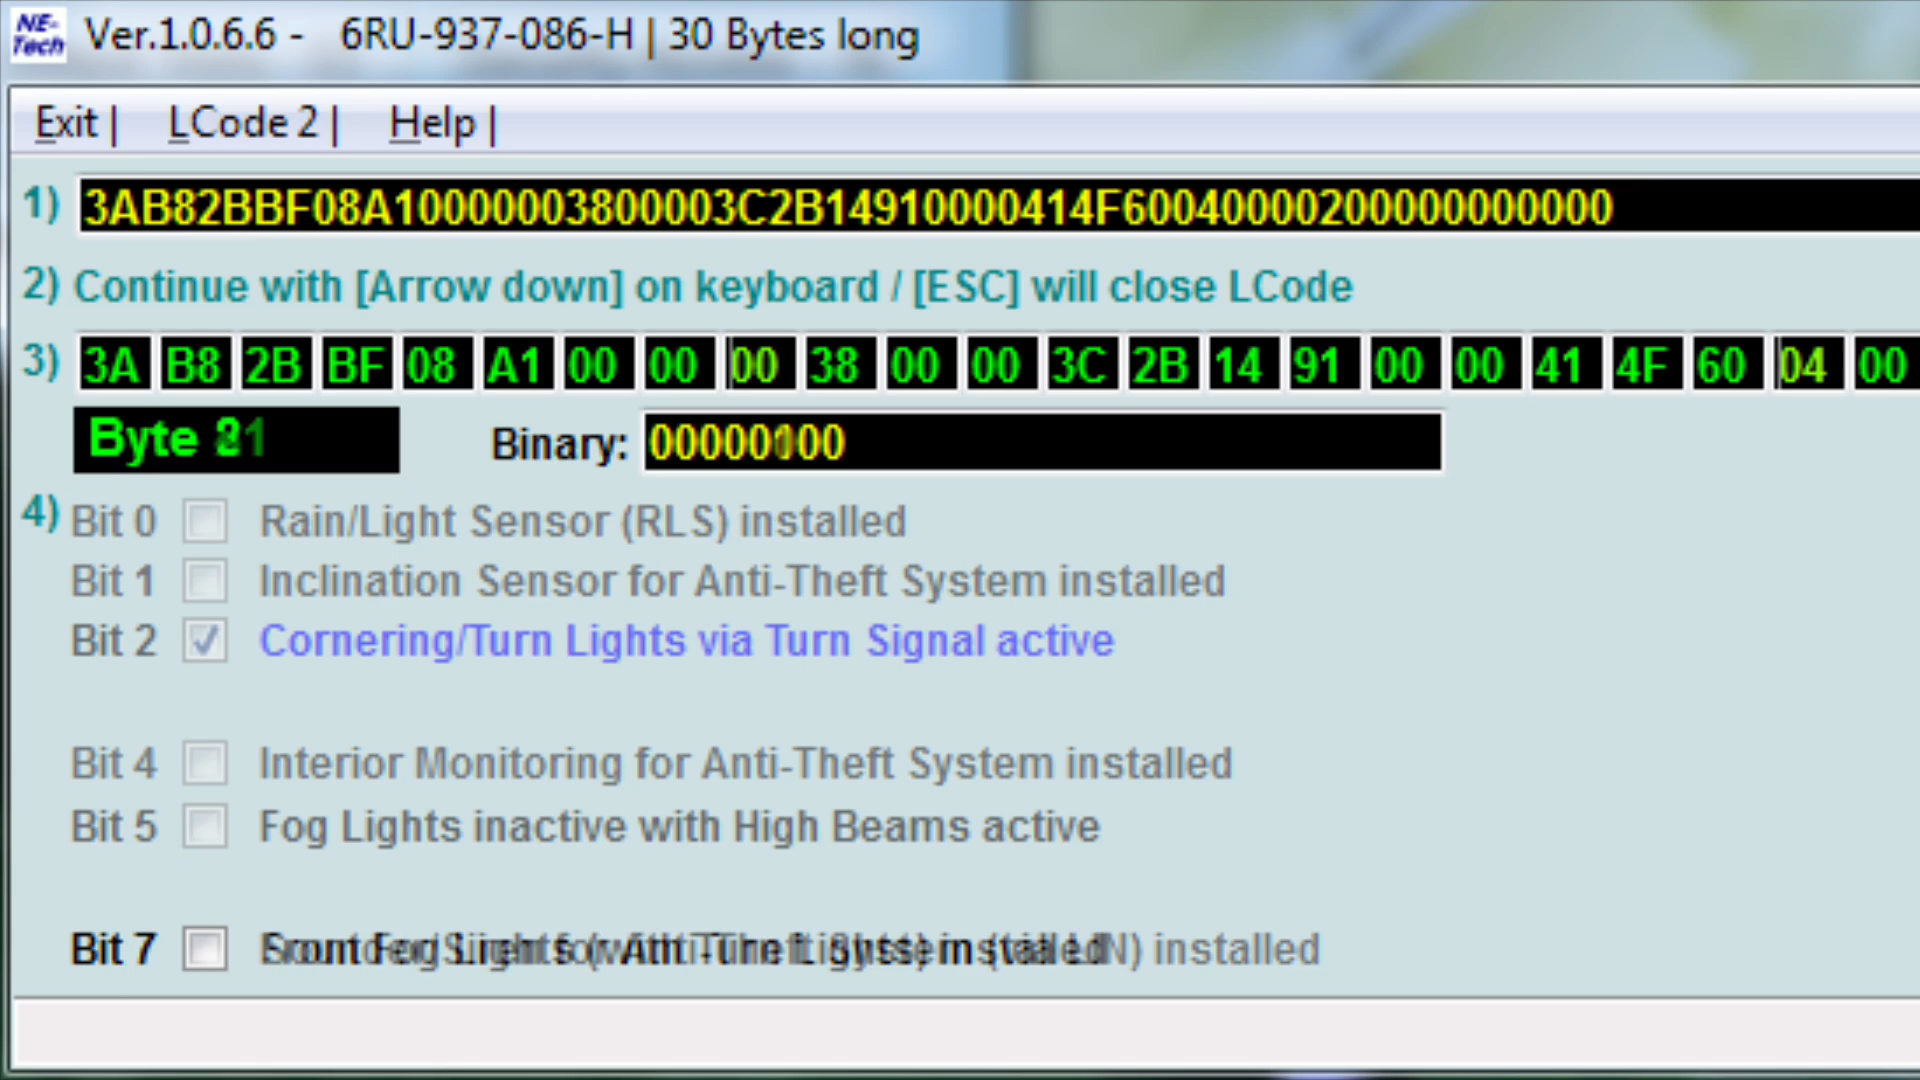 NE-
Tech
Ver.1.0.6.6 - 6RU-937-086-H | 30 Bytes long
Exit | LCode 2 | Help |
1) 3AB82BBF08A10000003800003C2B14910000414F60040000200000000000
2) Continue with [Arrow down] on keyboard / [ESC] will close LCode
3) 3A B8 2B BF 08 A1 00 00 00 38 00 00 3C 2B 14 91 00 00 41 4F 60 04 00
Byte Binary:
4) Bit 0 Rain/Light Sensor (RLS) installed
Bit 1 Inclination Sensor for Anti-Theft System installed
Bit 2 Cornering/Turn Lights via Turn Signal active
Bit 4 Interior Monitoring for Anti-Theft System installed
Bit 5 Fog Lights inactive with High Beams active
Bit 7 installed